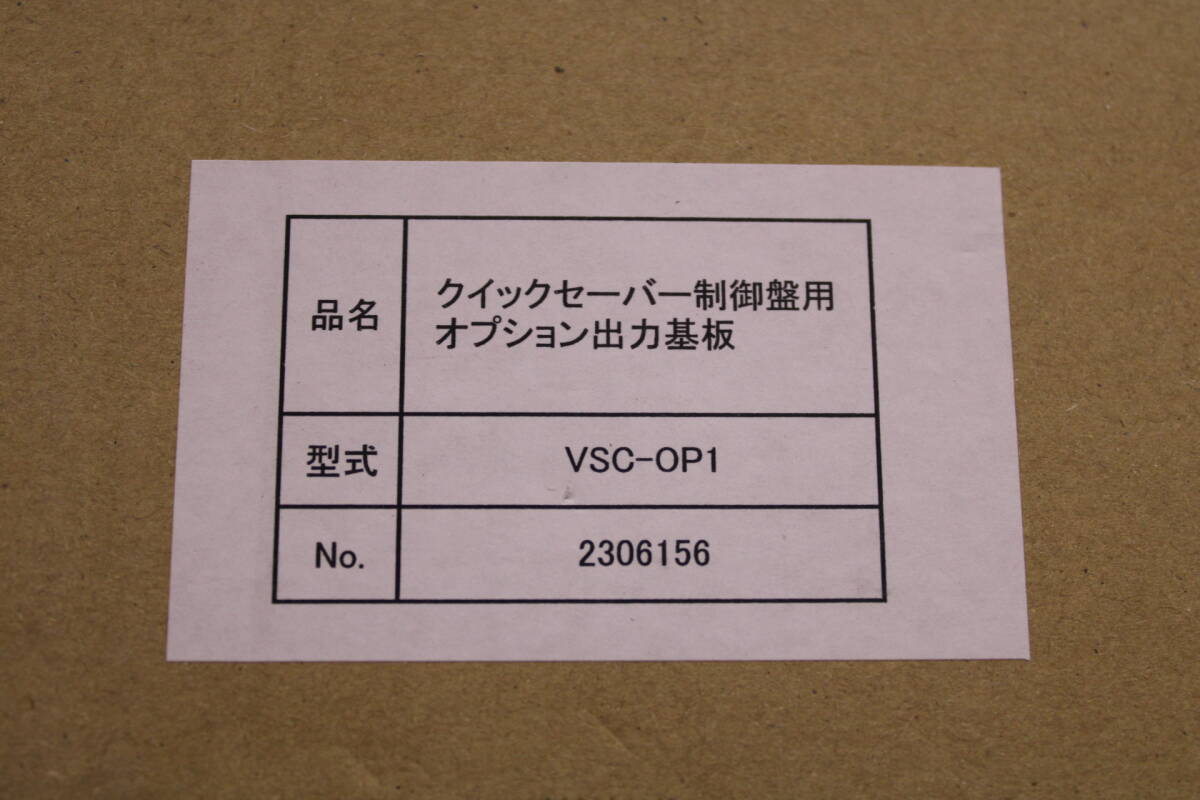 品名
クイックセーバー制御盤用
オプション出力基板
型式
VSC-OP1
No.
2306156